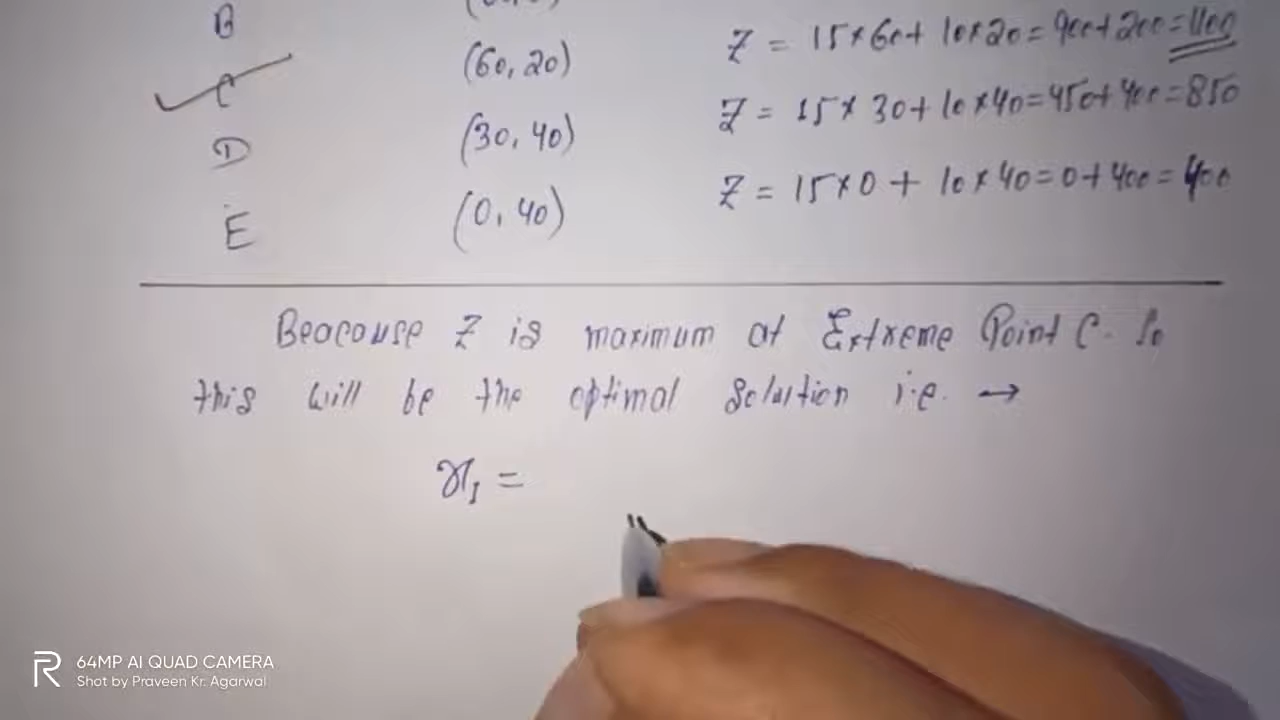 B
(60, 20) Z = 15×60+ 10×20 = 900+200 = 1100
C
(30, 40) Z = 15× 30+10×40=450+400=850
D
(0, 40) Z = 15×0 + 10×40=0+400=400
E
Beacouse Z is maximum at Extreme Point C. So
this will be the optimal Solution i.e. →
x₁ =
64MP AI QUAD CAMERA
Shot by Praveen Kr. Agarwal